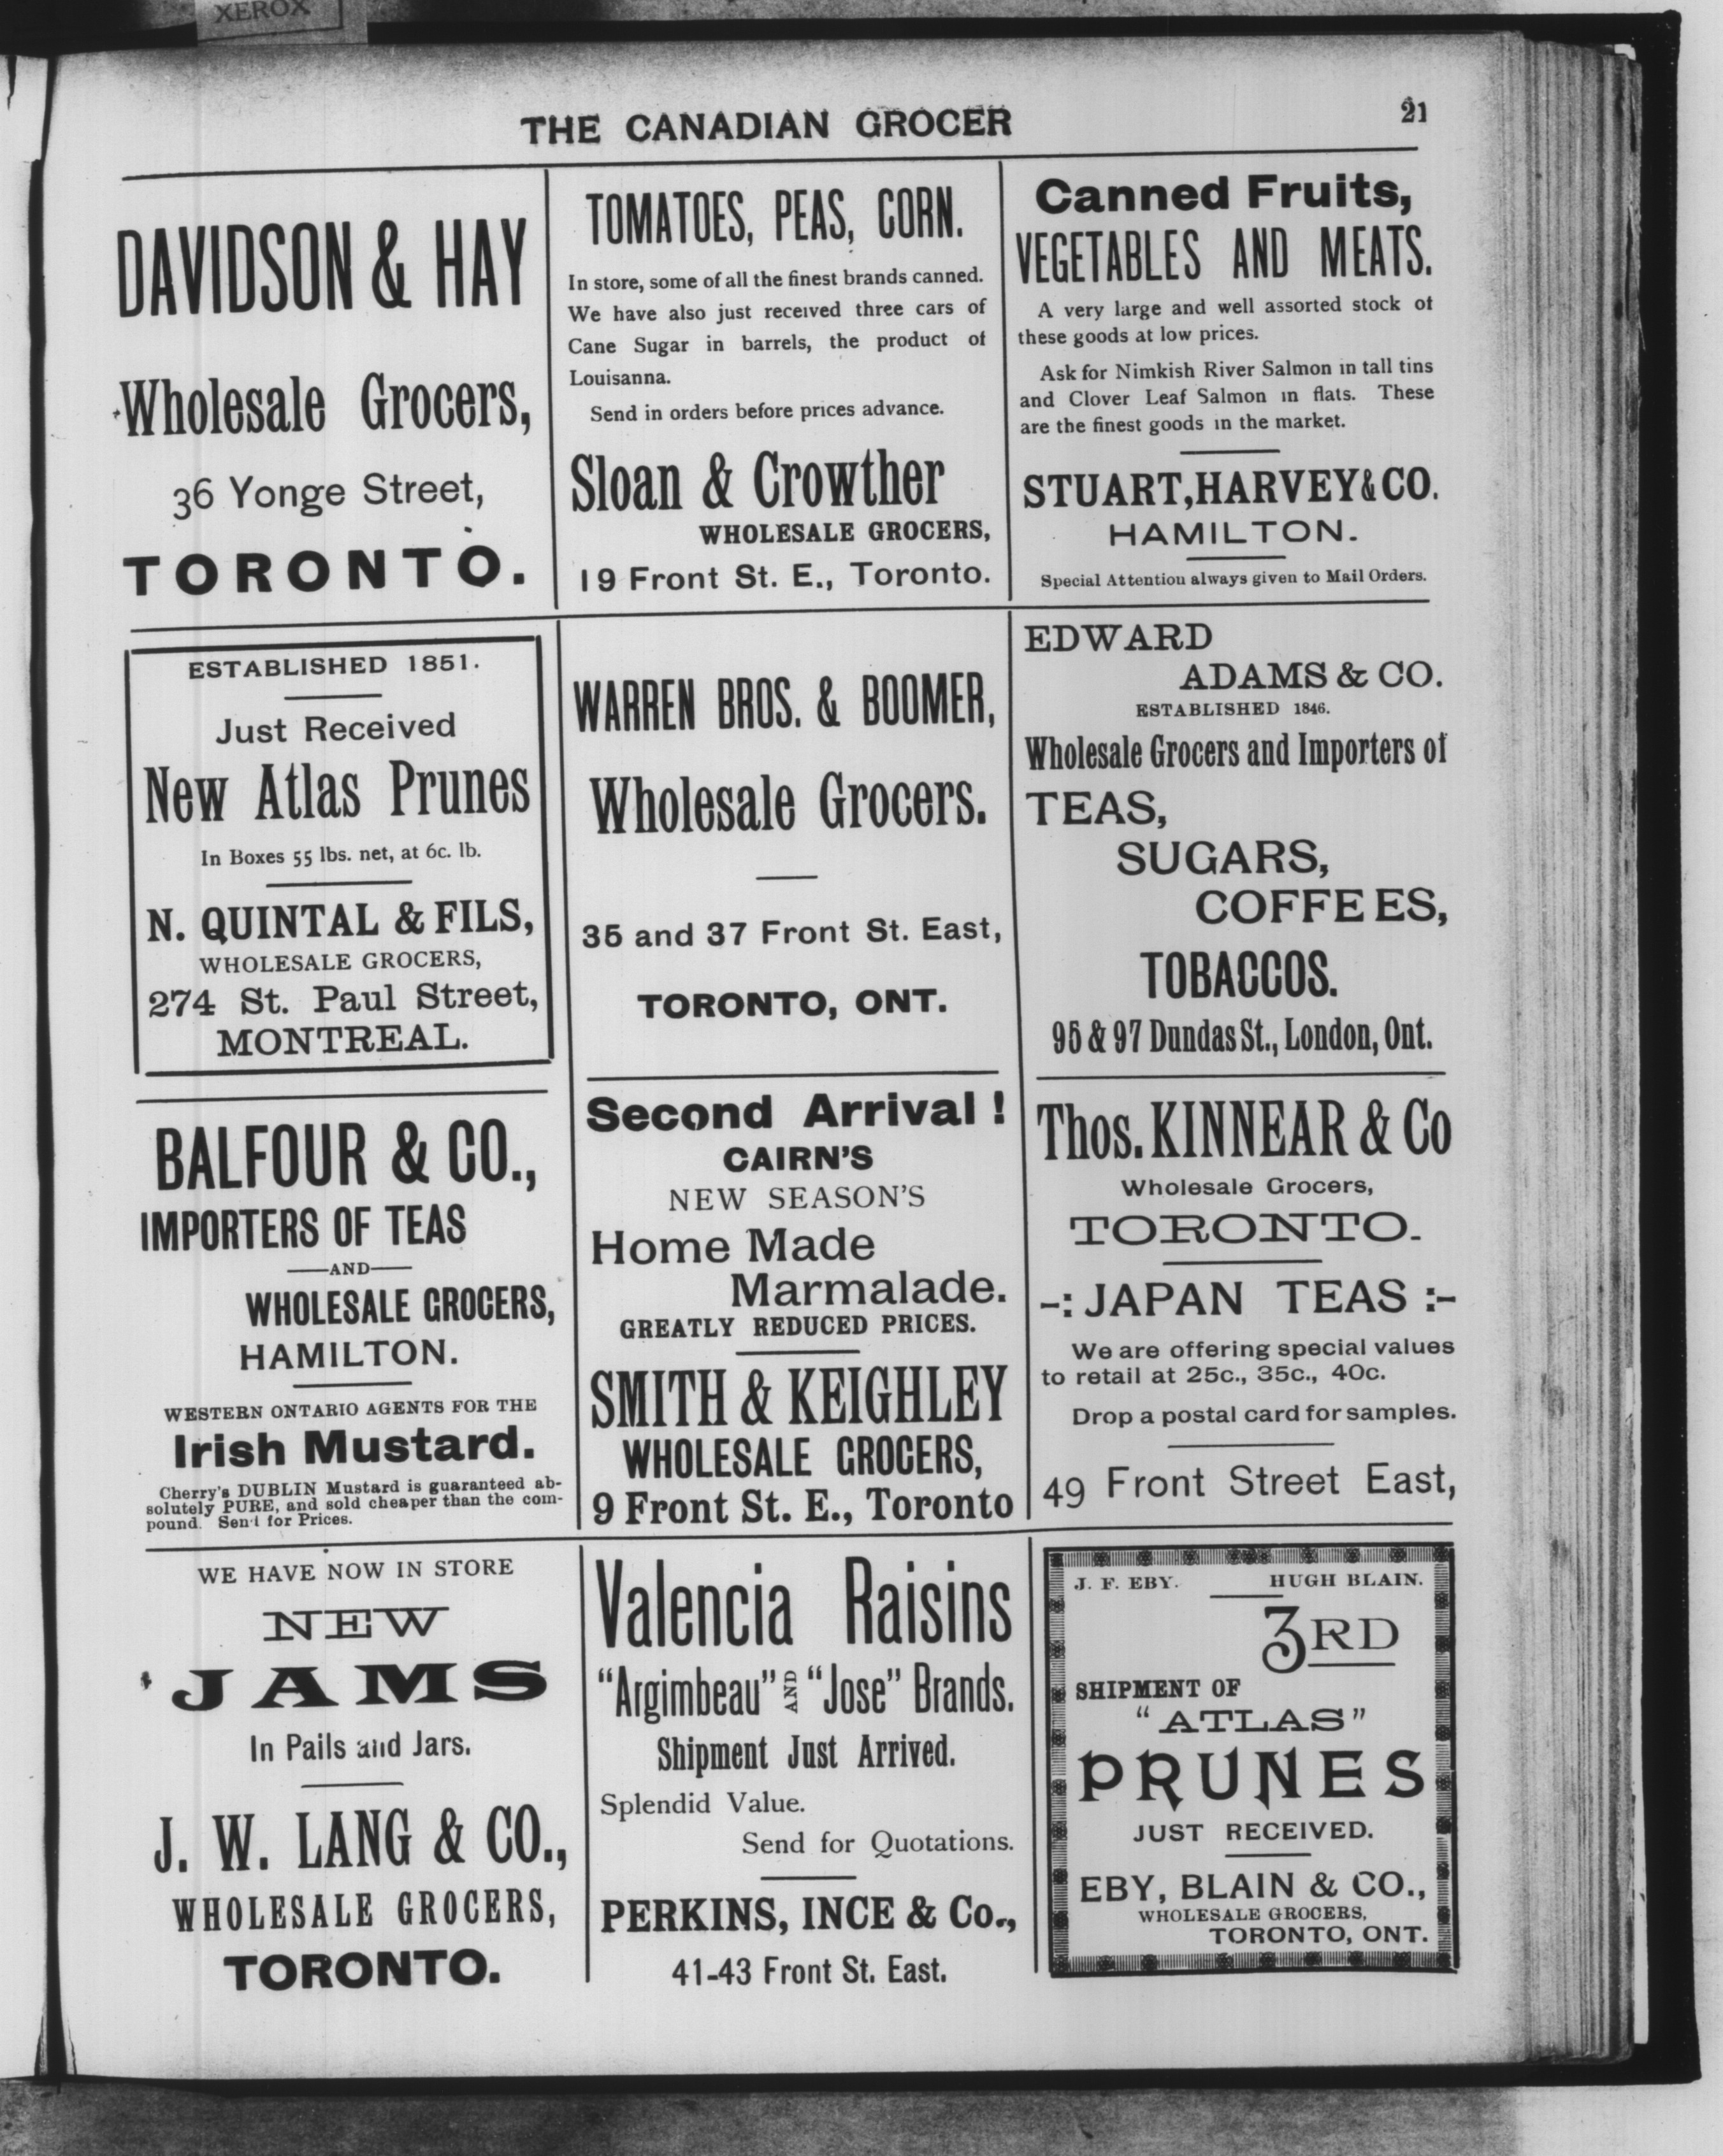 XEROX
THE CANADIAN GROCER
21
DAVIDSON & HAY
Wholesale Grocers,
36 Yonge Street,
TORONTO.
TOMATOES, PEAS, CORN.
In store, some of all the finest brands canned.
We have also just received three cars of
Cane Sugar in barrels, the product of
Louisanna.
Send in orders before prices advance.
Sloan & Crowther
WHOLESALE GROCERS,
19 Front St. E., Toronto.
Canned Fruits,
VEGETABLES AND MEATS.
A very large and well assorted stock of
these goods at low prices.
Ask for Nimkish River Salmon in tall tins
and Clover Leaf Salmon in flats. These
are the finest goods in the market.
STUART, HARVEY & CO.
HAMILTON.
Special Attention always given to Mail Orders.
ESTABLISHED 1851.
Just Received
New Atlas Prunes
In Boxes 55 lbs. net, at 6c. lb.
N. QUINTAL & FILS,
WHOLESALE GROCERS,
274 St. Paul Street,
MONTREAL.
WARREN BROS. & BOOMER,
Wholesale Grocers.
35 and 37 Front St. East,
TORONTO, ONT.
EDWARD
ADAMS & CO.
ESTABLISHED 1846.
Wholesale Grocers and Importers of
TEAS,
SUGARS,
COFFEES,
TOBACCOS.
95 & 97 Dundas St., London, Ont.
BALFOUR & CO.,
IMPORTERS OF TEAS
—AND—
WHOLESALE GROCERS,
HAMILTON.
WESTERN ONTARIO AGENTS FOR THE
Irish Mustard.
Cherry's DUBLIN Mustard is guaranteed ab-
solutely PURE, and sold cheaper than the com-
pound. Send for Prices.
Second Arrival!
CAIRN'S
NEW SEASON'S
Home Made
Marmalade.
GREATLY REDUCED PRICES.
SMITH & KEIGHLEY
WHOLESALE GROCERS,
9 Front St. E., Toronto
Thos. KINNEAR & Co
Wholesale Grocers,
TORONTO.
-: JAPAN TEAS :-
We are offering special values
to retail at 25c., 35c., 40c.
Drop a postal card for samples.
49 Front Street East,
WE HAVE NOW IN STORE
NEW
JAMS
In Pails and Jars.
J. W. LANG & CO.,
WHOLESALE GROCERS,
TORONTO.
Valencia Raisins
"Argimbeau" AND "Jose" Brands.
Shipment Just Arrived.
Splendid Value.
Send for Quotations.
PERKINS, INCE & Co.,
41-43 Front St. East.
J. F. EBY. HUGH BLAIN.
3RD
SHIPMENT OF
"ATLAS"
PRUNES
JUST RECEIVED.
EBY, BLAIN & CO.,
WHOLESALE GROCERS,
TORONTO, ONT.